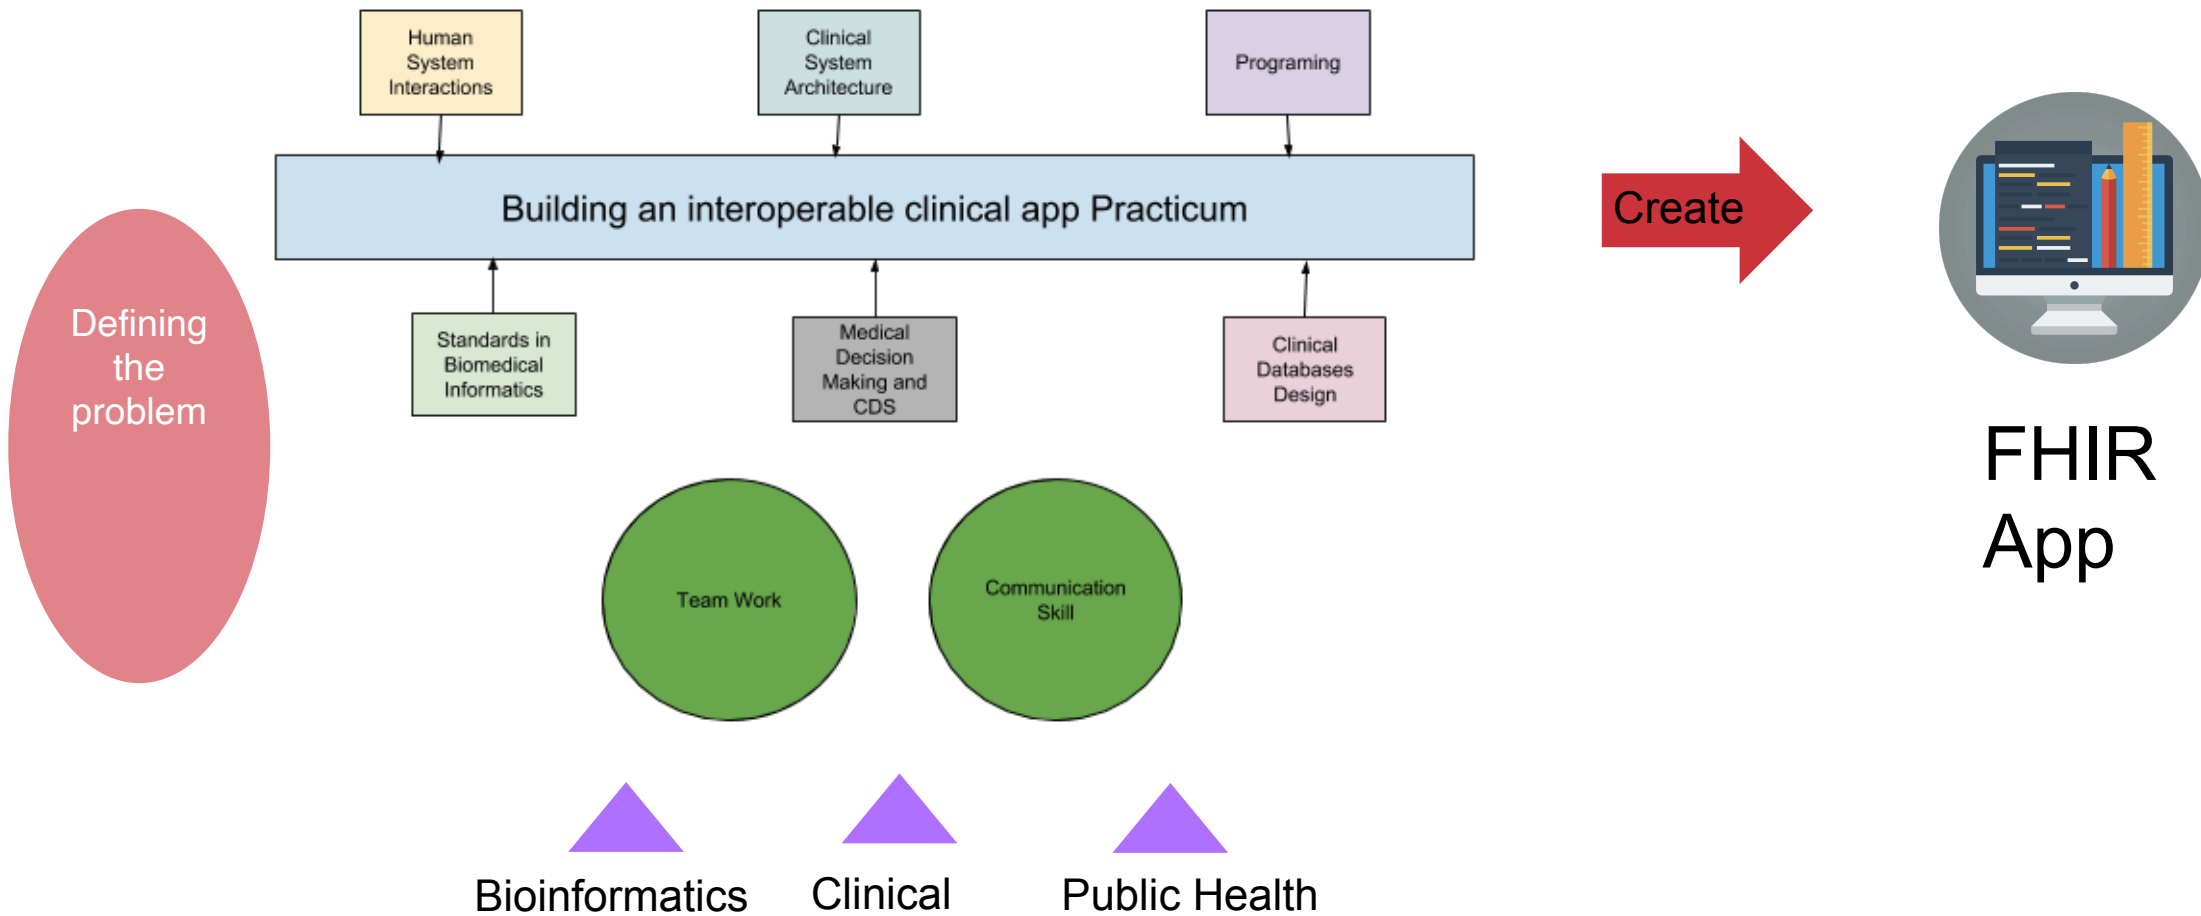 Human
System
Interactions
Clinical
System
Architecture
Programing
Building an interoperable clinical app Practicum
Create
Defining
the
problem
Standards in
Biomedical
Informatics
Medical
Decision
Making and
CDS
Clinical
Databases
Design
FHIR
App
Team Work
Communication
Skill
Bioinformatics
Clinical
Public Health